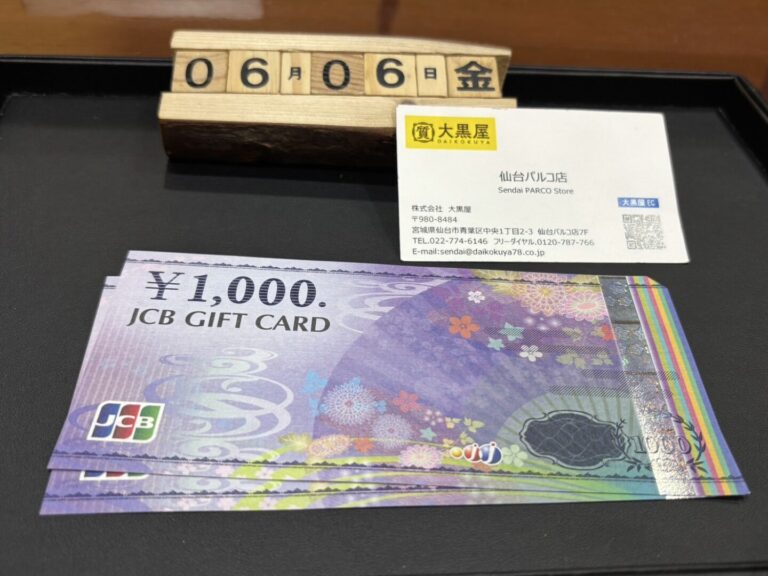 06月06日金
質 大黒屋
DAIKOKUYA
仙台パルコ店
Sendai PARCO Store
大黒屋 EC
株式会社 大黒屋
〒980-8484
宮城県仙台市青葉区中央1丁目2-3 仙台パルコ店7F
TEL.022-774-6146 フリーダイヤル.0120-787-766
E-mail:sendai@daikokuya78.co.jp
¥1,000.
JCB GIFT CARD
JCB
1000